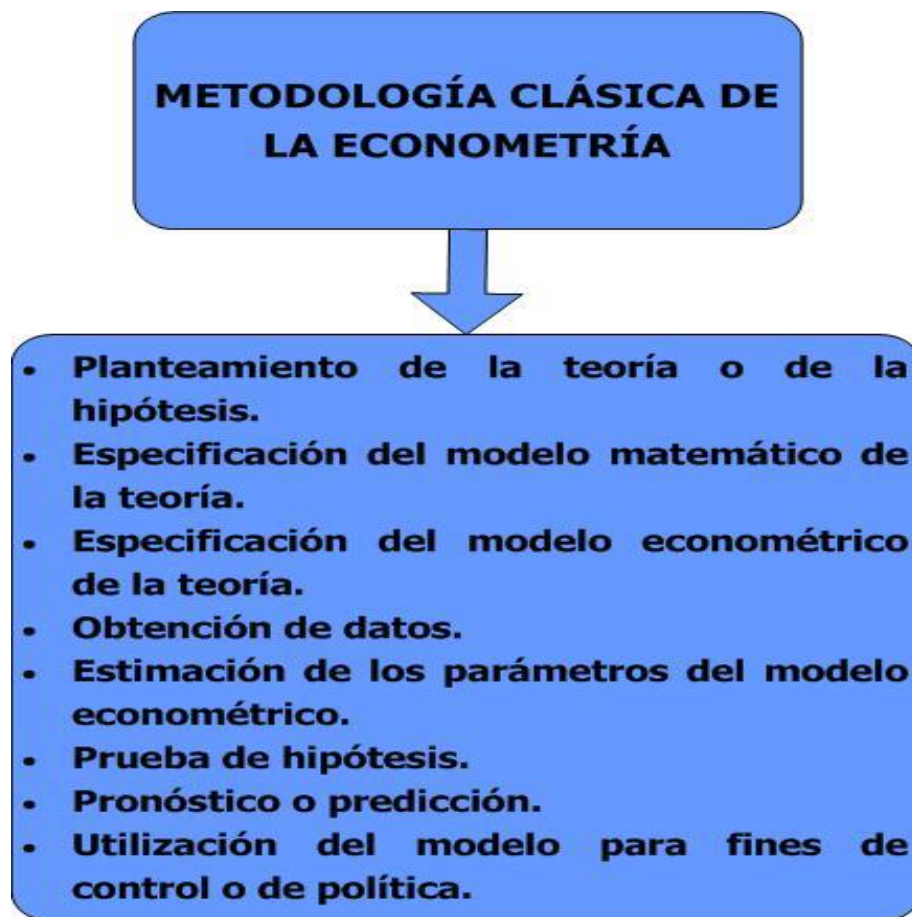 METODOLOGÍA CLÁSICA DE
LA ECONOMETRÍA
• Planteamiento de la teoría o de la
hipótesis.
• Especificación del modelo matemático de
la teoría.
• Especificación del modelo econométrico
de la teoría.
• Obtención de datos.
• Estimación de los parámetros del modelo
econométrico.
• Prueba de hipótesis.
• Pronóstico o predicción.
• Utilización del modelo para fines de
control o de política.